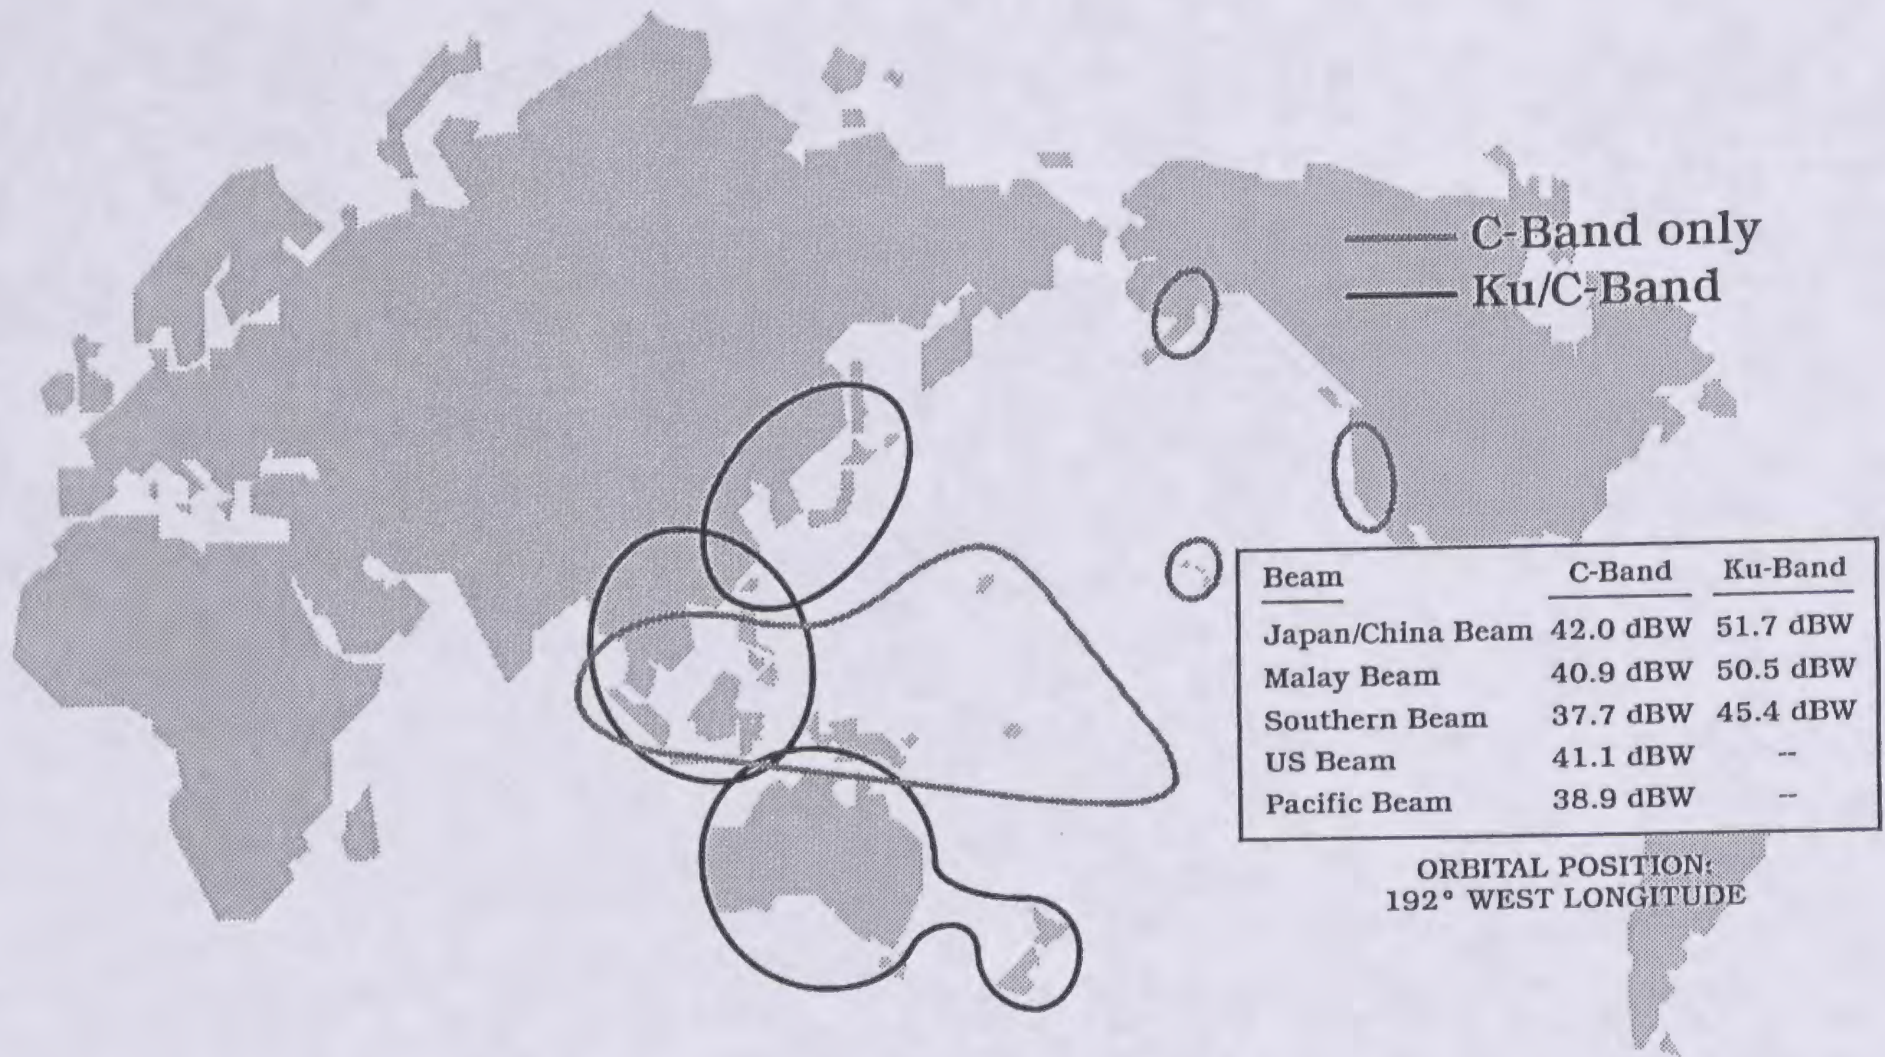 C-Band only
Ku/C-Band
Beam C-Band Ku-Band
Japan/China Beam 42.0 dBW 51.7 dBW
Malay Beam 40.9 dBW 50.5 dBW
Southern Beam 37.7 dBW 45.4 dBW
US Beam 41.1 dBW --
Pacific Beam 38.9 dBW --
ORBITAL POSITION:
192° WEST LONGITUDE